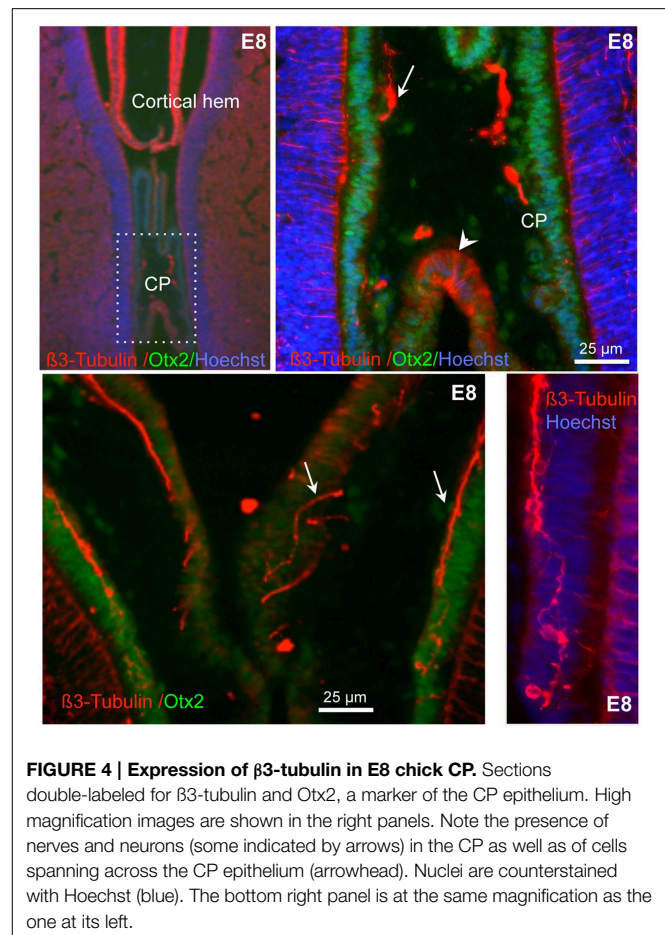 E8
Cortical hem
CP
ß3-Tubulin /Otx2/Hoechst
E8
CP
ß3-Tubulin /Otx2/Hoechst
25 µm
E8
ß3-Tubulin /Otx2
25 µm
ß3-Tubulin
Hoechst
E8
FIGURE 4 | Expression of β3-tubulin in E8 chick CP. Sections
double-labeled for ß3-tubulin and Otx2, a marker of the CP epithelium. High
magnification images are shown in the right panels. Note the presence of
nerves and neurons (some indicated by arrows) in the CP as well as of cells
spanning across the CP epithelium (arrowhead). Nuclei are counterstained
with Hoechst (blue). The bottom right panel is at the same magnification as the
one at its left.